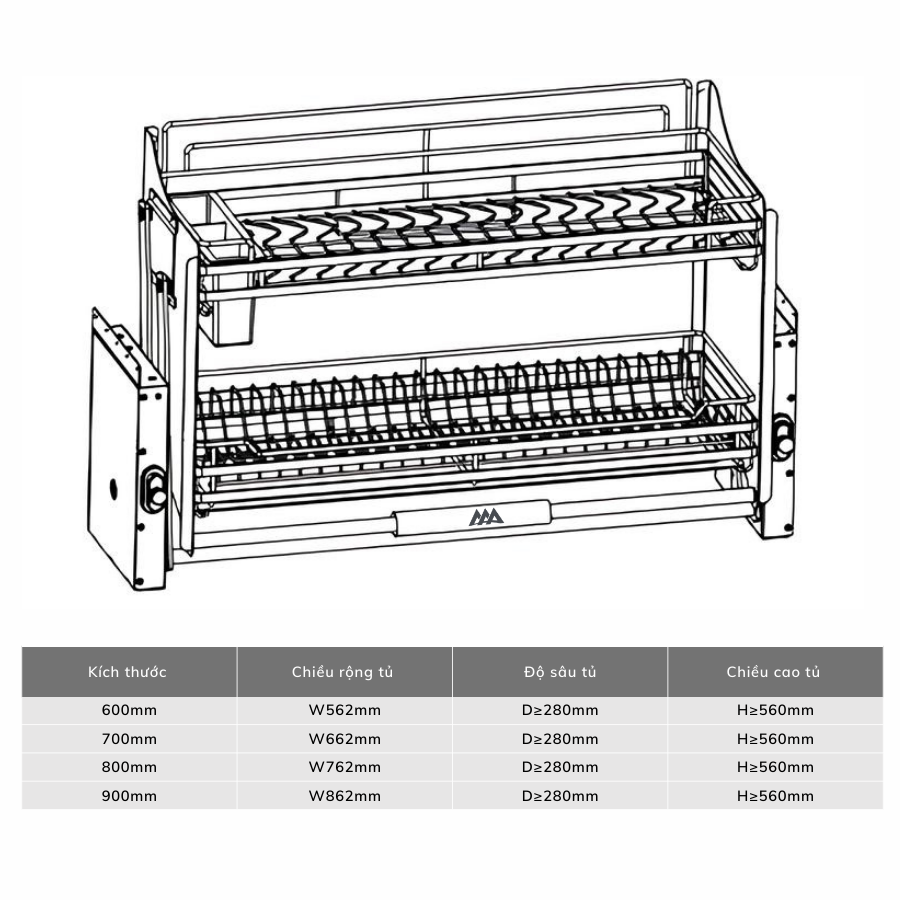 Kích thước Chiều rộng tủ Độ sâu tủ Chiều cao tủ
600mm W562mm D≥280mm H≥560mm
700mm W662mm D≥280mm H≥560mm
800mm W762mm D≥280mm H≥560mm
900mm W862mm D≥280mm H≥560mm